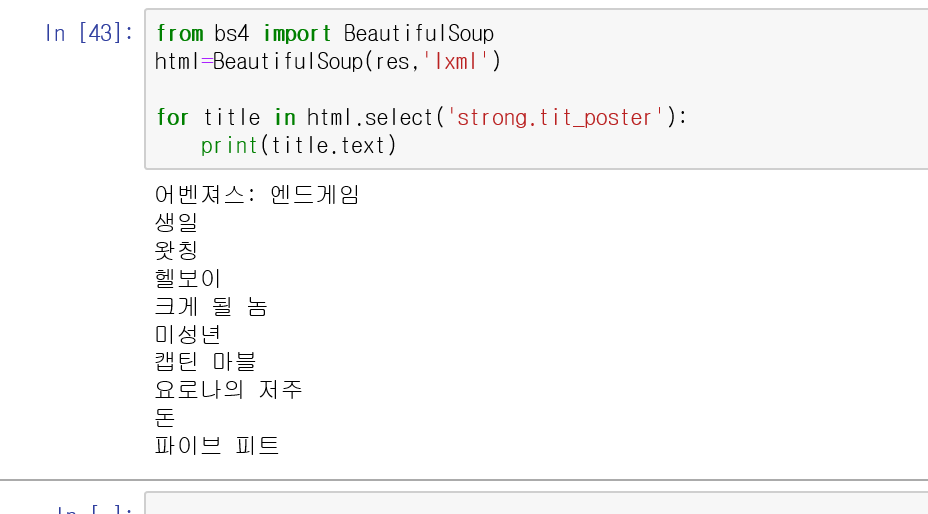 In [43]:
from bs4 import BeautifulSoup
html=BeautifulSoup(res,'lxml')
for title in html.select('strong.tit_poster'):
    print(title.text)
어벤져스: 엔드게임
생일
왓칭
헬보이
크게 될 놈
미성년
캡틴 마블
요로나의 저주
돈
파이브 피트
In [ ]: